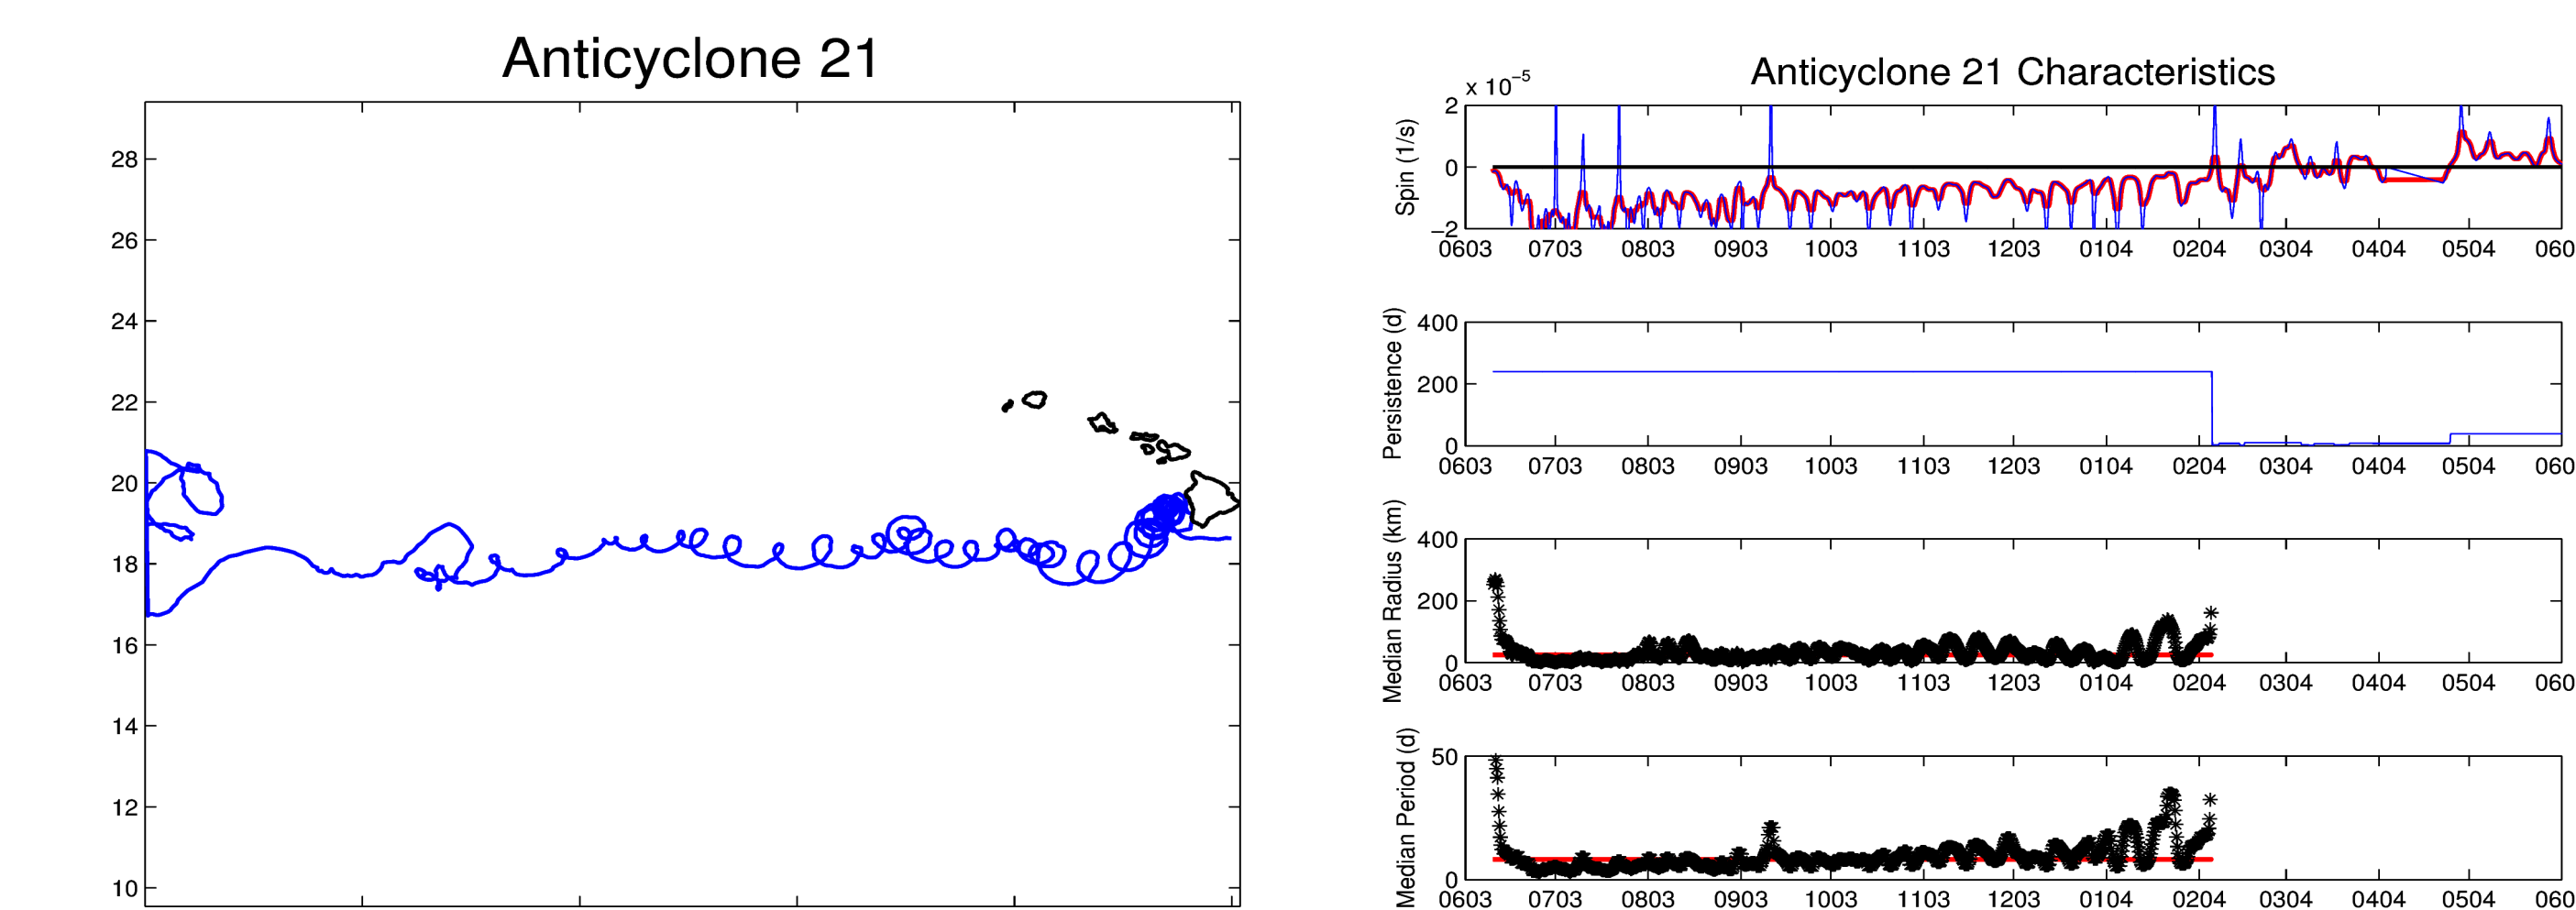 Anticyclone 21
28
26
24
22
20
18
16
14
12
10
Anticyclone 21 Characteristics
x 10^−5
Spin (1/s)
2
0
−2
0603 0703 0803 0903 1003 1103 1203 0104 0204 0304 0404 0504 060
Persistence (d)
400
200
0
0603 0703 0803 0903 1003 1103 1203 0104 0204 0304 0404 0504 060
Median Radius (km)
400
200
0
0603 0703 0803 0903 1003 1103 1203 0104 0204 0304 0404 0504 060
Median Period (d)
50
0
0603 0703 0803 0903 1003 1103 1203 0104 0204 0304 0404 0504 060